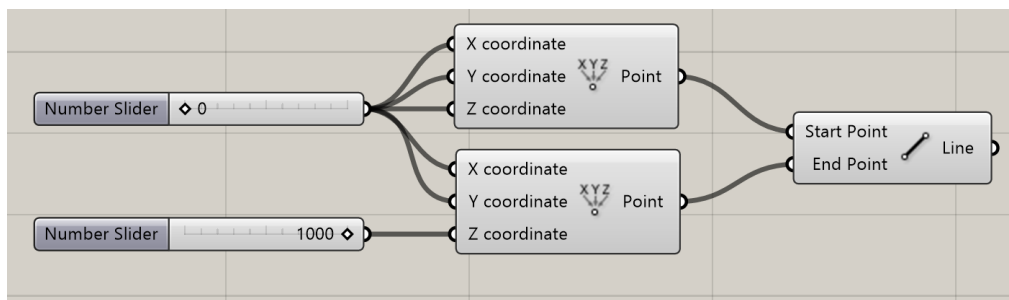 Number Slider 0
X coordinate
Y coordinate XYZ Point
Z coordinate
Number Slider 1000
X coordinate
Y coordinate XYZ Point
Z coordinate
Start Point
End Point
Line